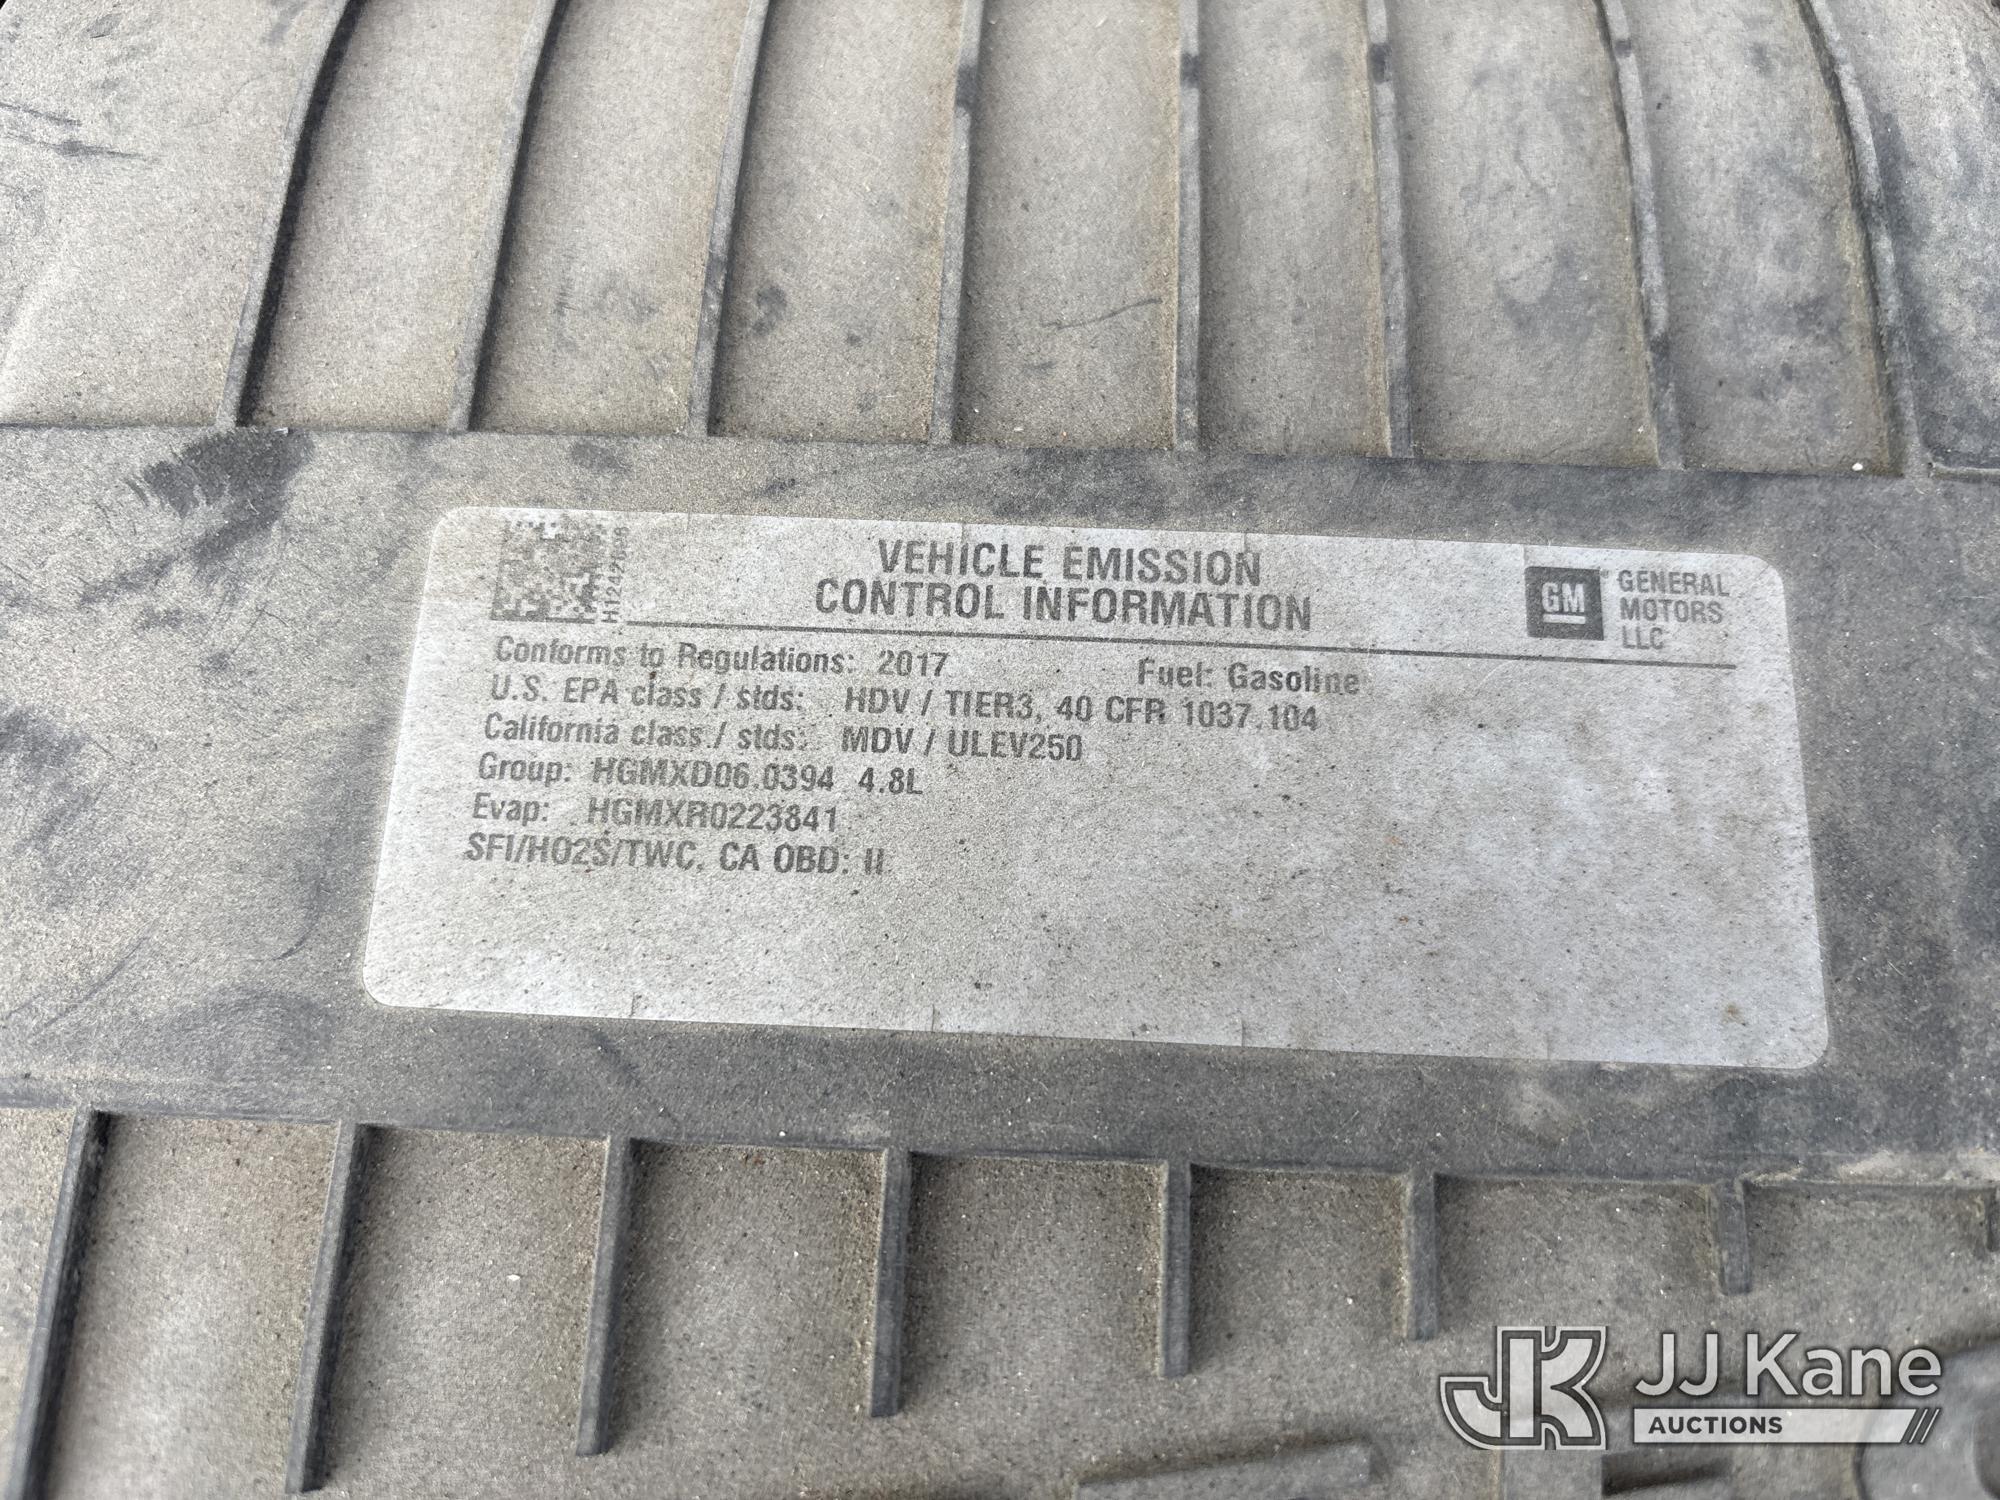 VEHICLE EMISSION
CONTROL INFORMATION
GM GENERAL
MOTORS
LLC
Conforms to Regulations: 2017 Fuel: Gasoline
U.S. EPA class / stds: HDV / TIER3, 40 CFR 1037.104
California class / stds: MDV / ULEV250
Group: HGMXD06.0394 4.8L
Evap: HGMXR0223841
SFI/HO2S/TWC, CA OBD: II
JK JJ Kane
AUCTIONS